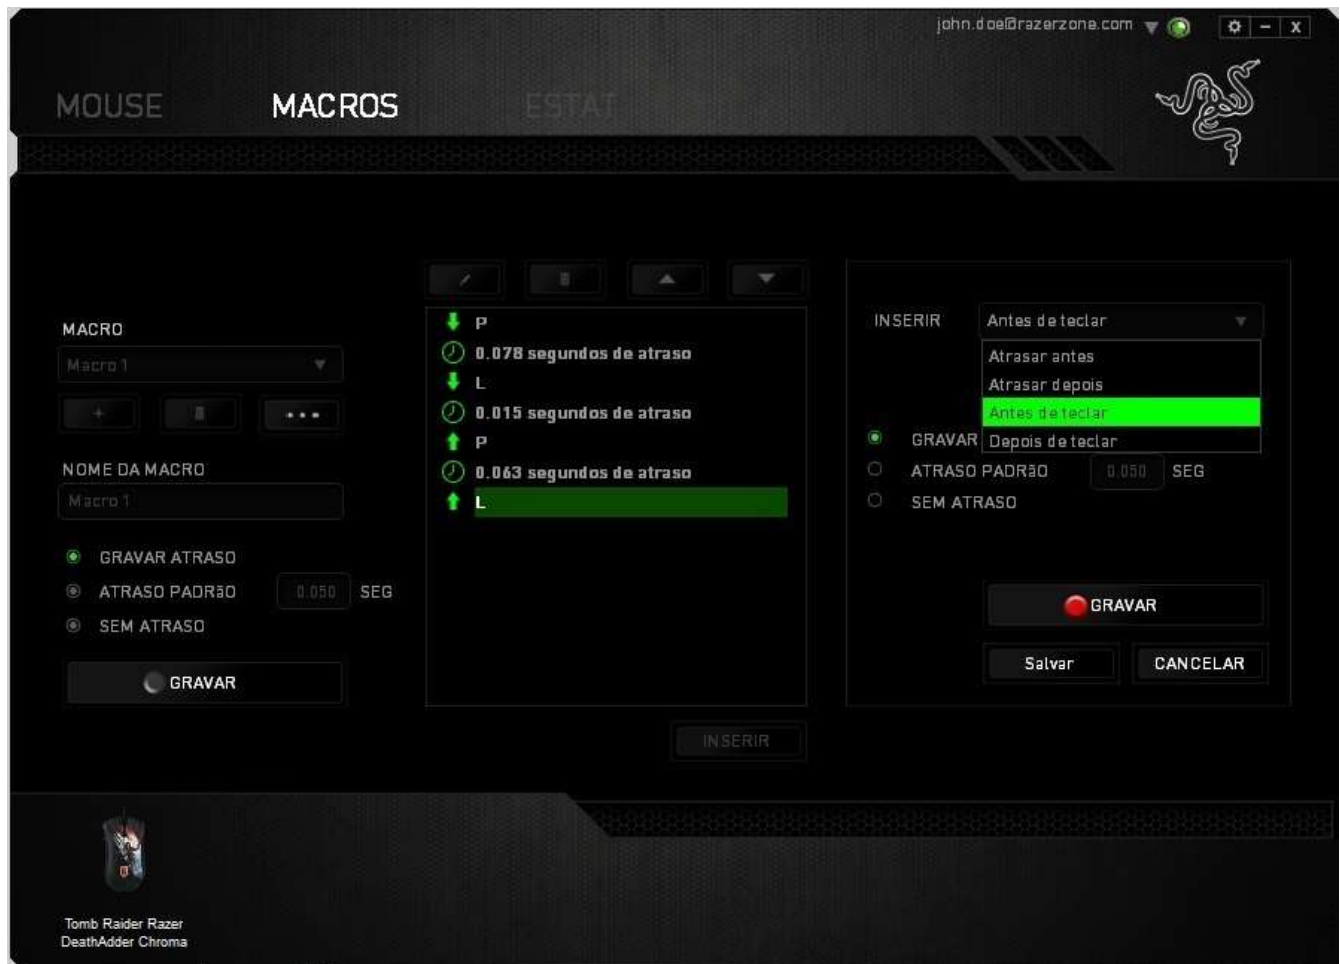 john.doe@razerzone.com
MOUSE
MACROS
ESTAT
MACRO
Macro 1
NOME DA MACRO
Macro 1
GRAVAR ATRASO
ATRASO PADRãO 0.050 SEG
SEM ATRASO
GRAVAR
P
0.078 segundos de atraso
L
0.015 segundos de atraso
P
0.063 segundos de atraso
L
INSERIR
INSERIR Antes de teclar
Atrasar antes
Atrasar depois
Antes de teclar
Depois de teclar
GRAVAR
ATRASO PADRãO 0.050 SEG
SEM ATRASO
GRAVAR
Salvar
CANCELAR
Tomb Raider Razer
DeathAdder Chroma